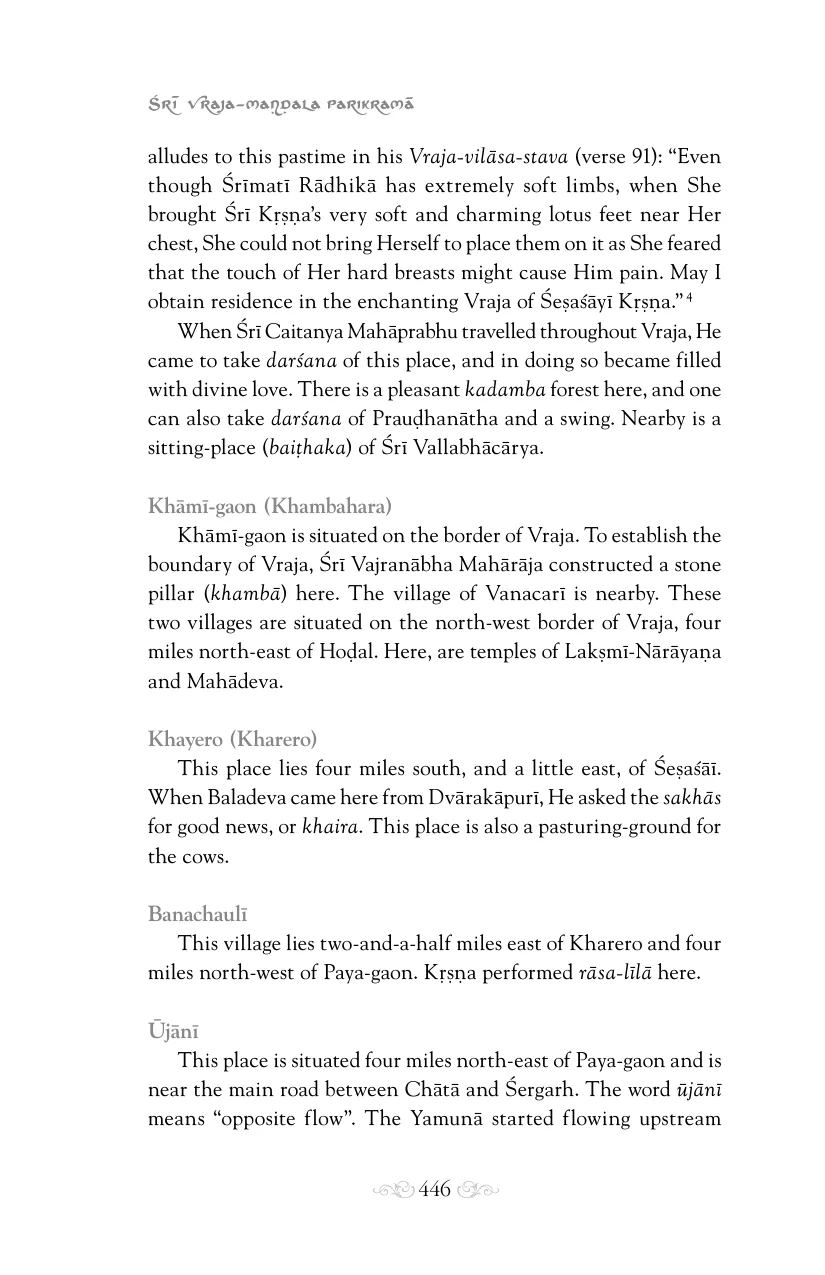 Śrī Vraja-maṇḍala Parikramā
alludes to this pastime in his Vraja-vilāsa-stava (verse 91): “Even
though Śrīmatī Rādhikā has extremely soft limbs, when She
brought Śrī Kṛṣṇa’s very soft and charming lotus feet near Her
chest, She could not bring Herself to place them on it as She feared
that the touch of Her hard breasts might cause Him pain. May I
obtain residence in the enchanting Vraja of Śeṣaśāyī Kṛṣṇa.” 4
When Śrī Caitanya Mahāprabhu travelled throughout Vraja, He
came to take darśana of this place, and in doing so became filled
with divine love. There is a pleasant kadamba forest here, and one
can also take darśana of Prauḍhanātha and a swing. Nearby is a
sitting-place (baiṭhaka) of Śrī Vallabhācārya.
Khāmī-gaon (Khambahara)
Khāmī-gaon is situated on the border of Vraja. To establish the
boundary of Vraja, Śrī Vajranābha Mahārāja constructed a stone
pillar (khambā) here. The village of Vanacarī is nearby. These
two villages are situated on the north-west border of Vraja, four
miles north-east of Hoḍal. Here, are temples of Lakṣmī-Nārāyaṇa
and Mahādeva.
Khayero (Kharero)
This place lies four miles south, and a little east, of Śeṣaśāī.
When Baladeva came here from Dvārakāpurī, He asked the sakhās
for good news, or khaira. This place is also a pasturing-ground for
the cows.
Banachaulī
This village lies two-and-a-half miles east of Kharero and four
miles north-west of Paya-gaon. Kṛṣṇa performed rāsa-līlā here.
Ūjānī
This place is situated four miles north-east of Paya-gaon and is
near the main road between Chātā and Śergarh. The word ūjānī
means “opposite flow”. The Yamunā started flowing upstream
446